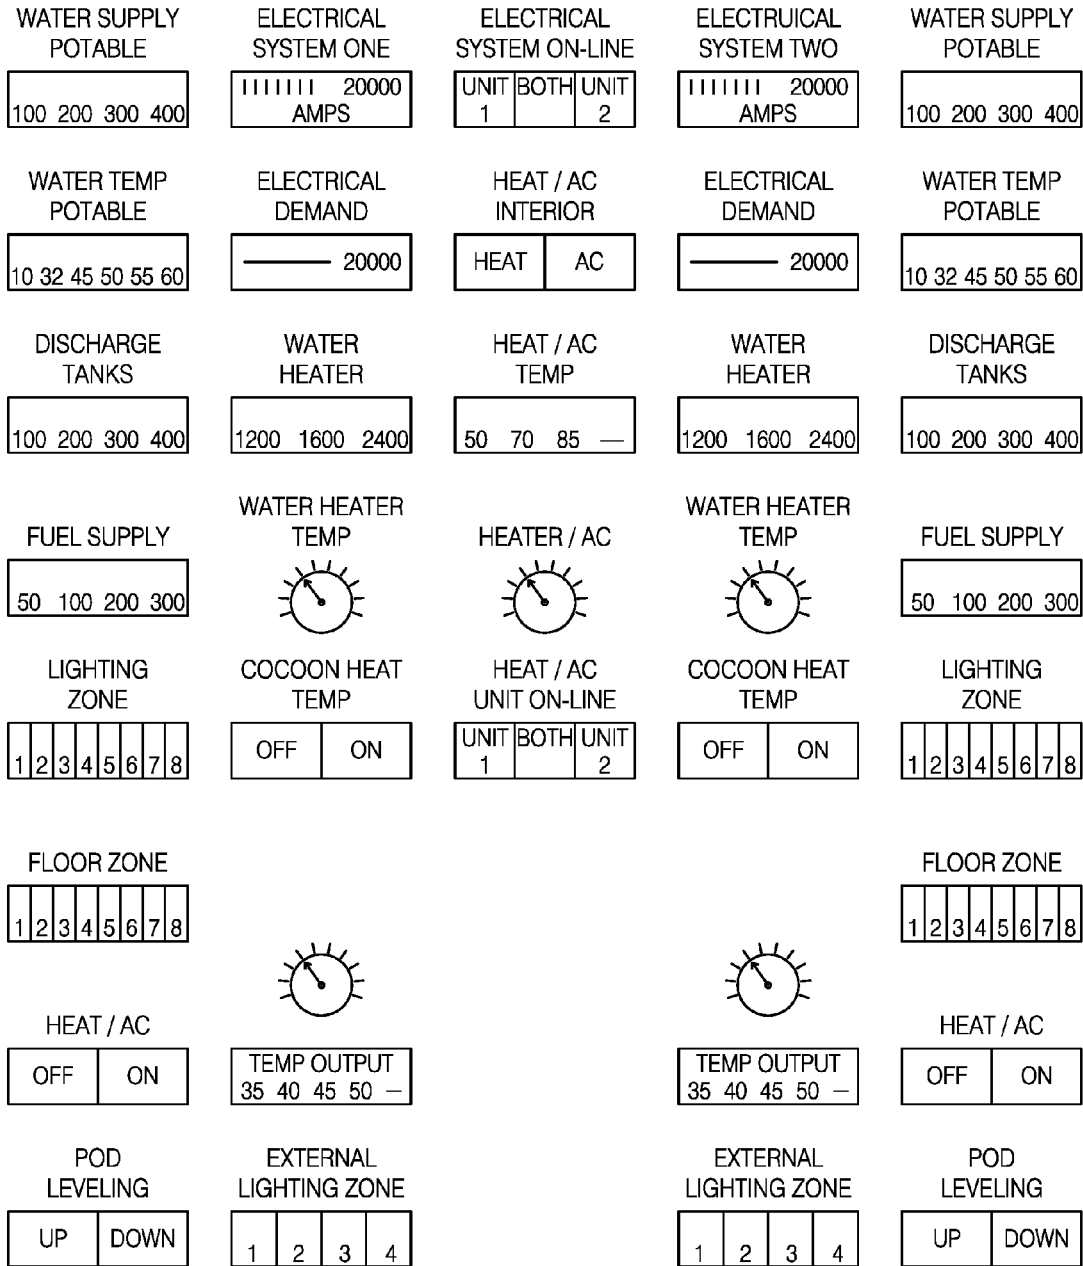 WATER SUPPLY POTABLE
100 200 300 400
ELECTRICAL SYSTEM ONE
20000
AMPS
ELECTRICAL SYSTEM ON-LINE
UNIT 1 BOTH UNIT 2
ELECTRUICAL SYSTEM TWO
20000
AMPS
WATER SUPPLY POTABLE
100 200 300 400
WATER TEMP POTABLE
10 32 45 50 55 60
ELECTRICAL DEMAND
20000
HEAT / AC INTERIOR
HEAT AC
ELECTRICAL DEMAND
20000
WATER TEMP POTABLE
10 32 45 50 55 60
DISCHARGE TANKS
100 200 300 400
WATER HEATER
1200 1600 2400
HEAT / AC TEMP
50 70 85 —
WATER HEATER
1200 1600 2400
DISCHARGE TANKS
100 200 300 400
FUEL SUPPLY
50 100 200 300
WATER HEATER TEMP
HEATER / AC
WATER HEATER TEMP
FUEL SUPPLY
50 100 200 300
LIGHTING ZONE
1 2 3 4 5 6 7 8
COCOON HEAT TEMP
OFF ON
HEAT / AC UNIT ON-LINE
UNIT 1 BOTH UNIT 2
COCOON HEAT TEMP
OFF ON
LIGHTING ZONE
1 2 3 4 5 6 7 8
FLOOR ZONE
1 2 3 4 5 6 7 8
FLOOR ZONE
1 2 3 4 5 6 7 8
HEAT / AC
OFF ON
TEMP OUTPUT
35 40 45 50 —
TEMP OUTPUT
35 40 45 50 —
HEAT / AC
OFF ON
POD LEVELING
UP DOWN
EXTERNAL LIGHTING ZONE
1 2 3 4
EXTERNAL LIGHTING ZONE
1 2 3 4
POD LEVELING
UP DOWN